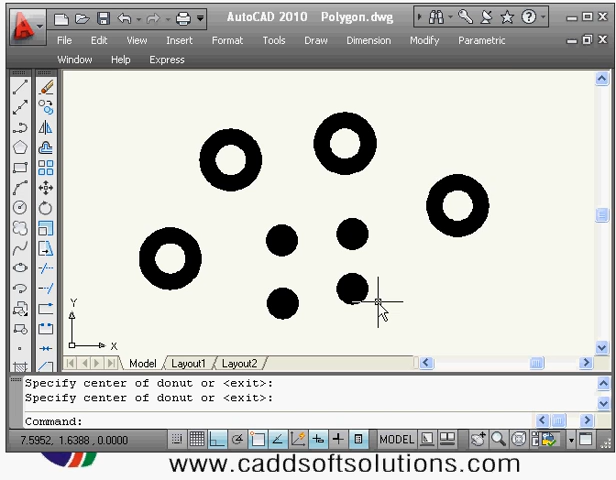 AutoCAD 2010 Polygon.dwg
File Edit View Insert Format Tools Draw Dimension Modify Parametric
Window Help Express
Y
X
Model Layout1 Layout2
Specify center of donut or <exit>:
Specify center of donut or <exit>:
Command:
7.5952, 1.6388, 0.0000 MODEL
www.caddsoftsolutions.com